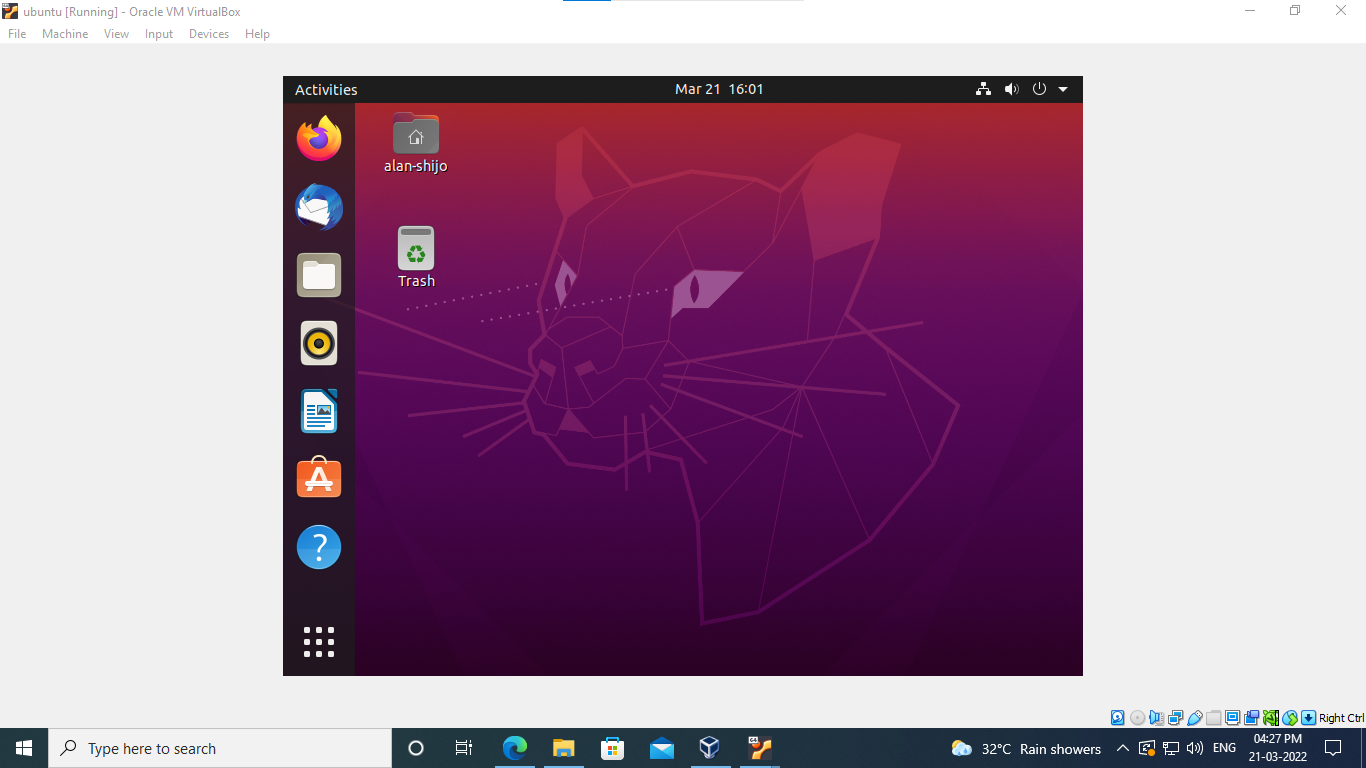 ubuntu [Running] - Oracle VM VirtualBox
File Machine View Input Devices Help
Activities
Mar 21 16:01
alan-shijo
Trash
Right Ctrl
Type here to search
32°C Rain showers
ENG
04:27 PM
21-03-2022